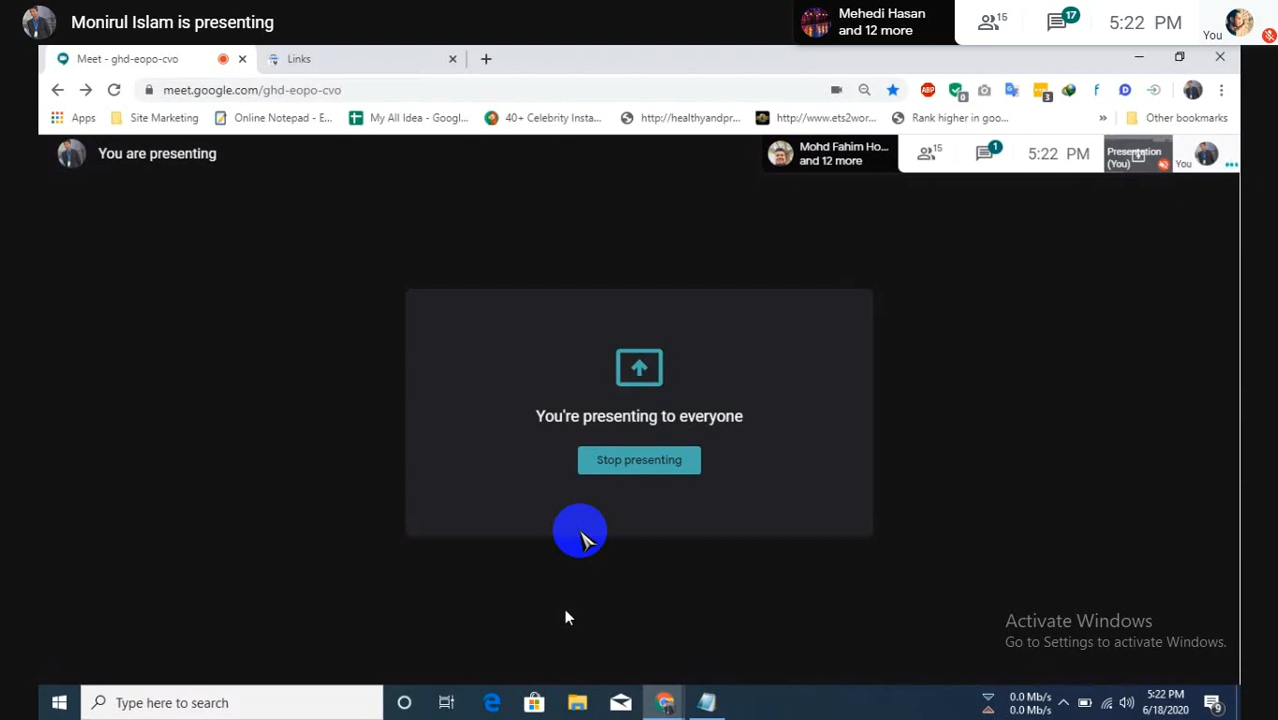 Monirul Islam is presenting
Mehedi Hasan
and 12 more
15
17
5:22 PM
You
Meet - ghd-eopo-cvo
Links
meet.google.com/ghd-eopo-cvo
ABP
0
3
Apps
Site Marketing
Online Notepad - E...
My All Idea - Googl...
40+ Celebrity Insta...
http://healthyandpr...
http://www.ets2wor...
Rank higher in goo...
Other bookmarks
You are presenting
Mohd Fahim Ho...
and 12 more
15
1
5:22 PM
Presentation
(You)
You
You're presenting to everyone
Stop presenting
Activate Windows
Go to Settings to activate Windows.
Type here to search
0.0 Mb/s
0.0 Mb/s
5:22 PM
6/18/2020
9